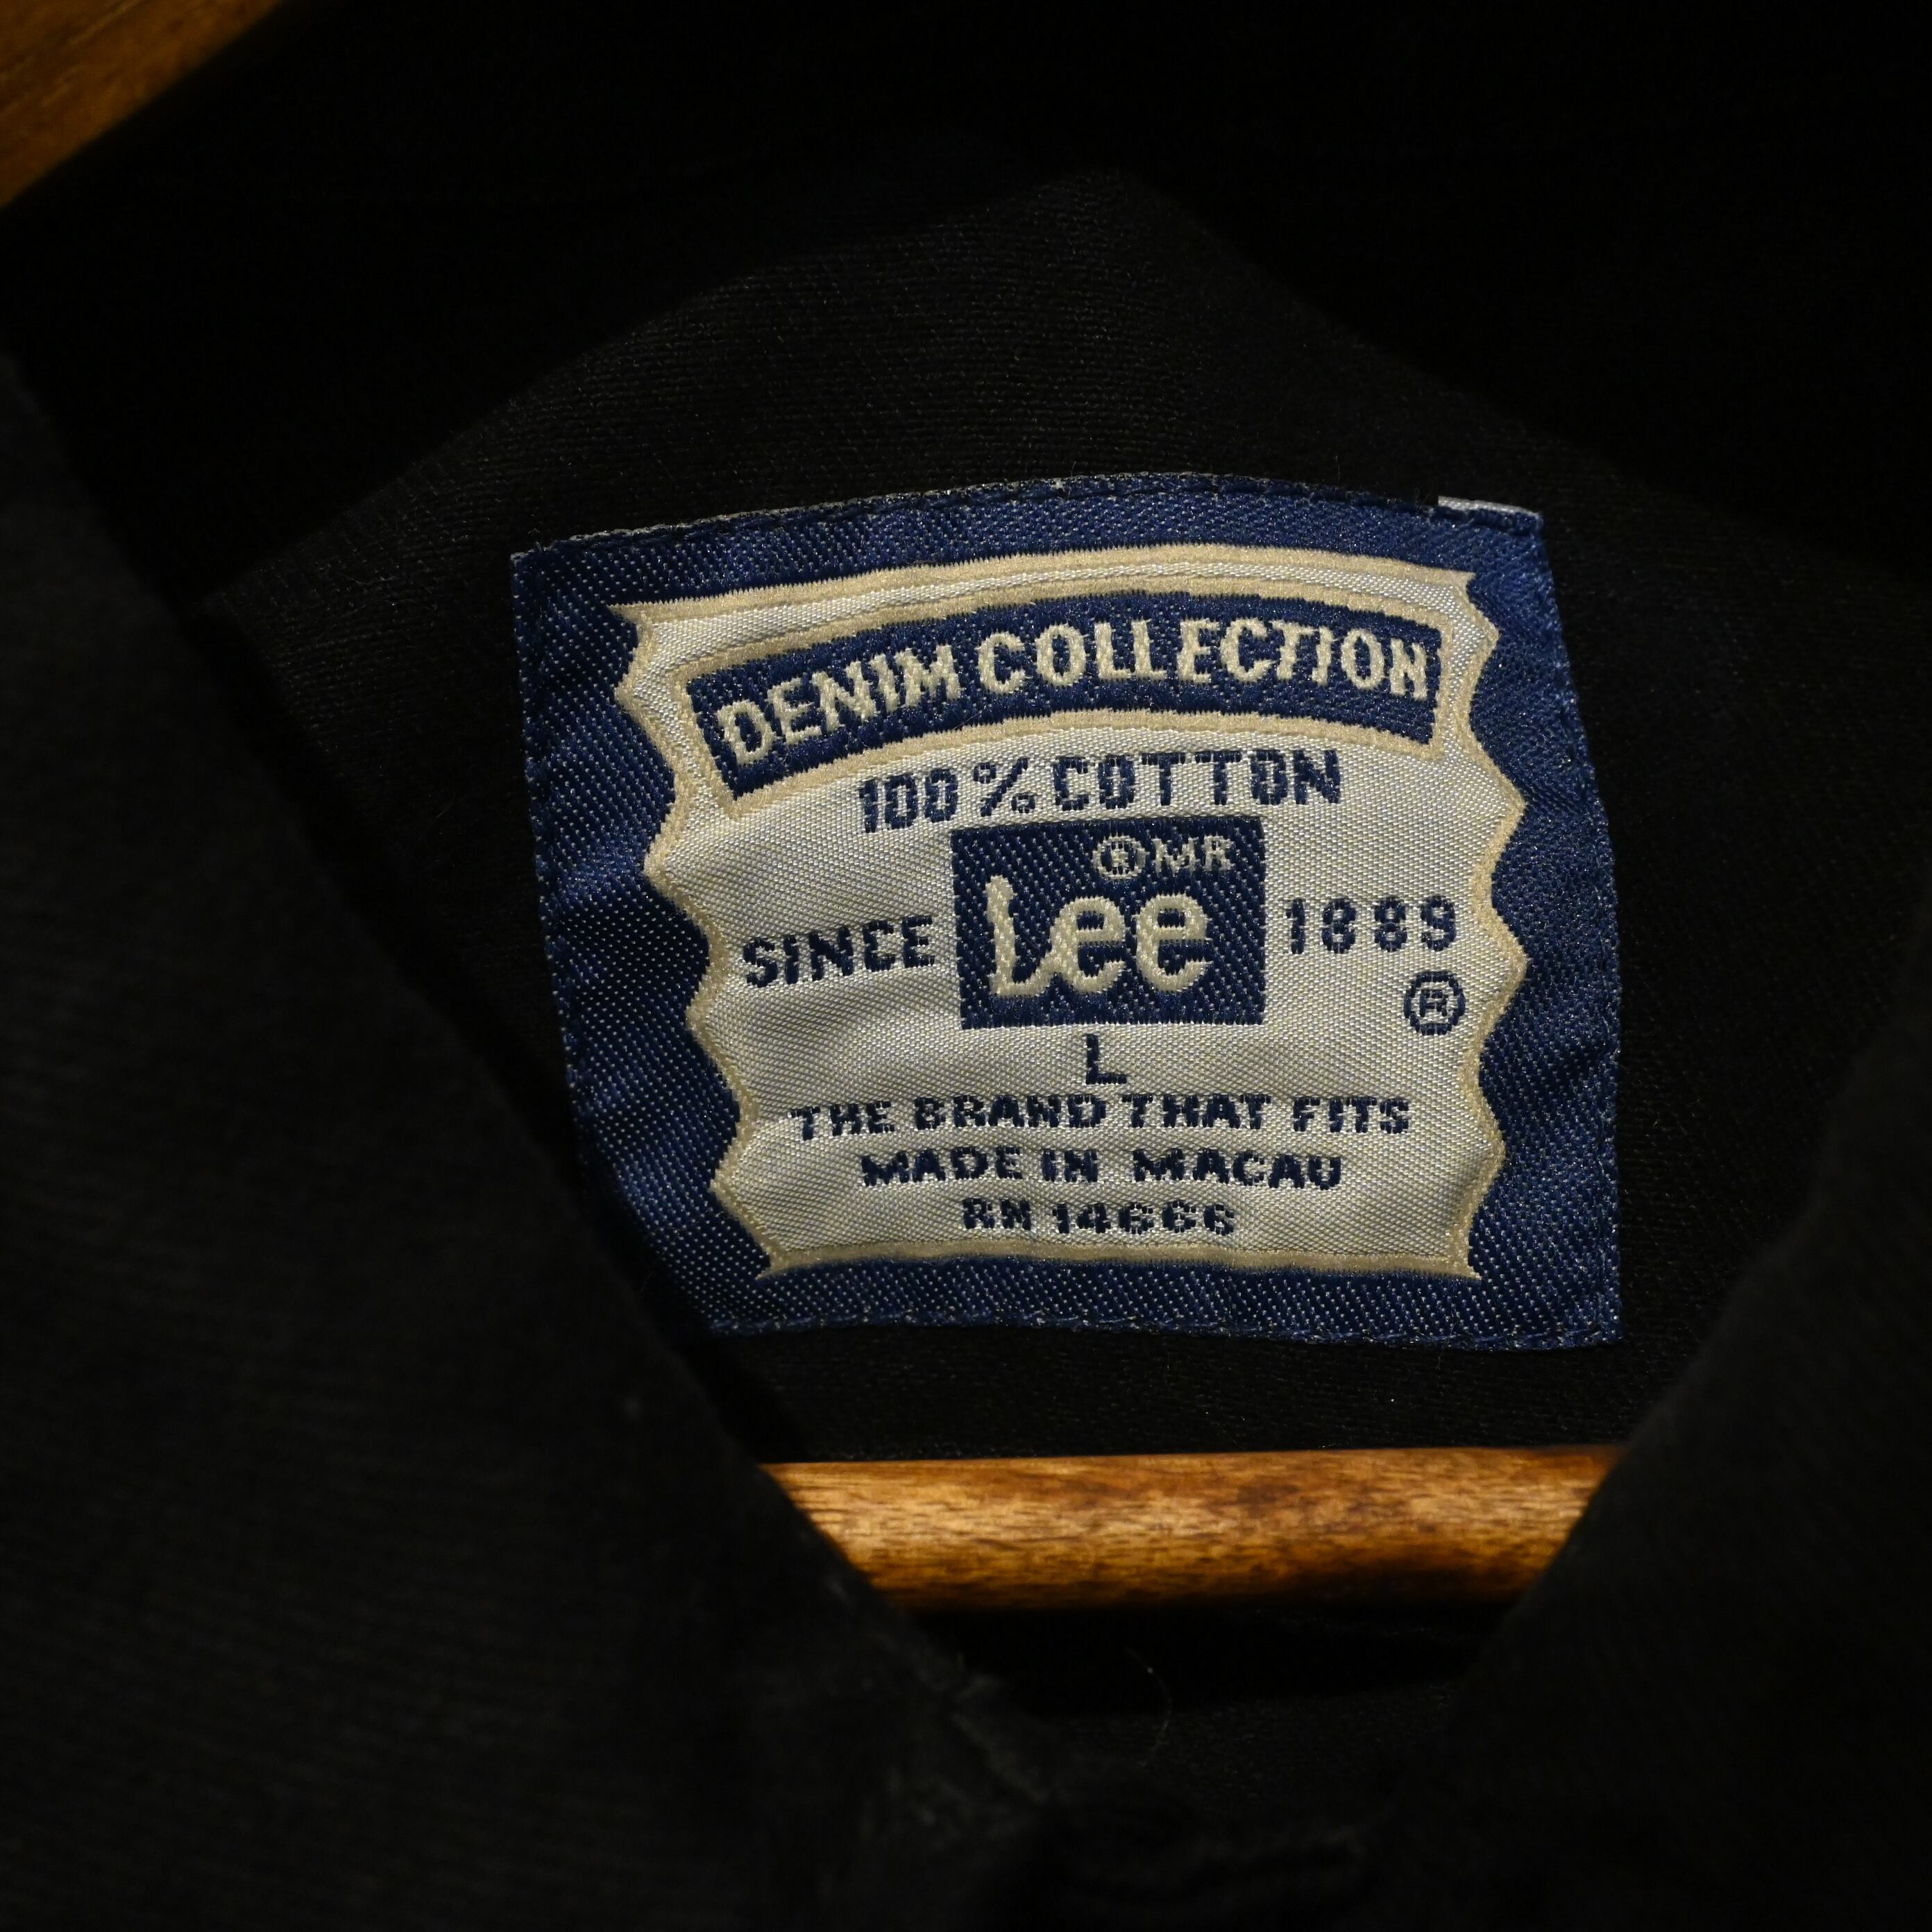 DENIM COLLECTION
100% COTTON
® MR
SINCE Lee 1889
®
L
THE BRAND THAT FITS
MADE IN MACAU
RN 14666